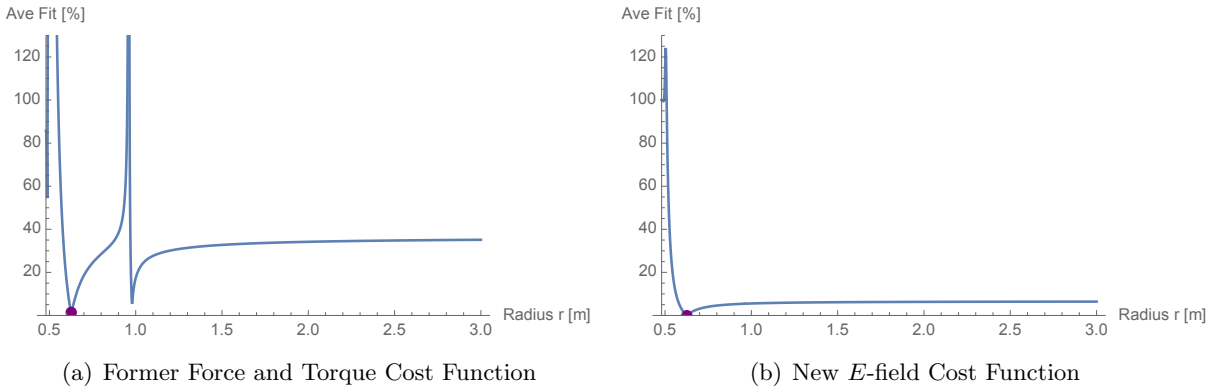 Ave Fit [%]
120
100
80
60
40
20
0.5 1.0 1.5 2.0 2.5 3.0
Radius r [m]
(a) Former Force and Torque Cost Function
Ave Fit [%]
120
100
80
60
40
20
0.5 1.0 1.5 2.0 2.5 3.0
Radius r [m]
(b) New E-field Cost Function